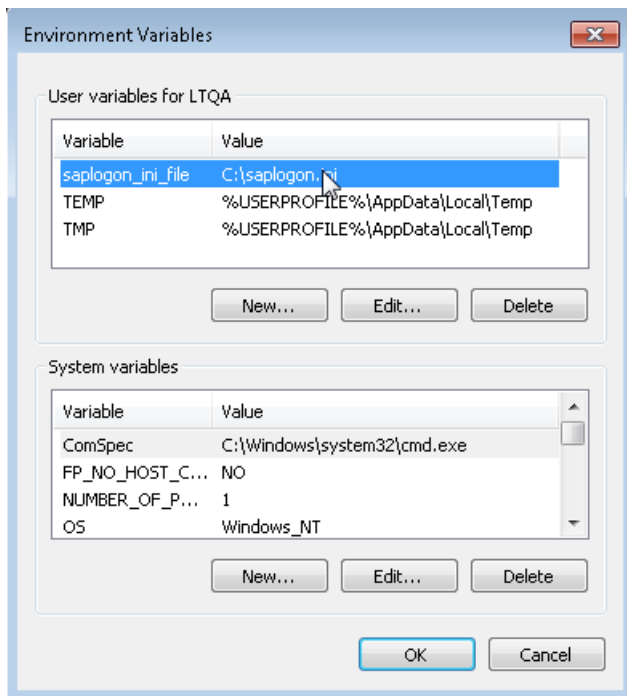 Environment Variables
User variables for LTQA
Variable Value
saplogon_ini_file C:\saplogon.ini
TEMP %USERPROFILE%\AppData\Local\Temp
TMP %USERPROFILE%\AppData\Local\Temp
New... Edit... Delete
System variables
Variable Value
ComSpec C:\Windows\system32\cmd.exe
FP_NO_HOST_C... NO
NUMBER_OF_P... 1
OS Windows_NT
New... Edit... Delete
OK Cancel